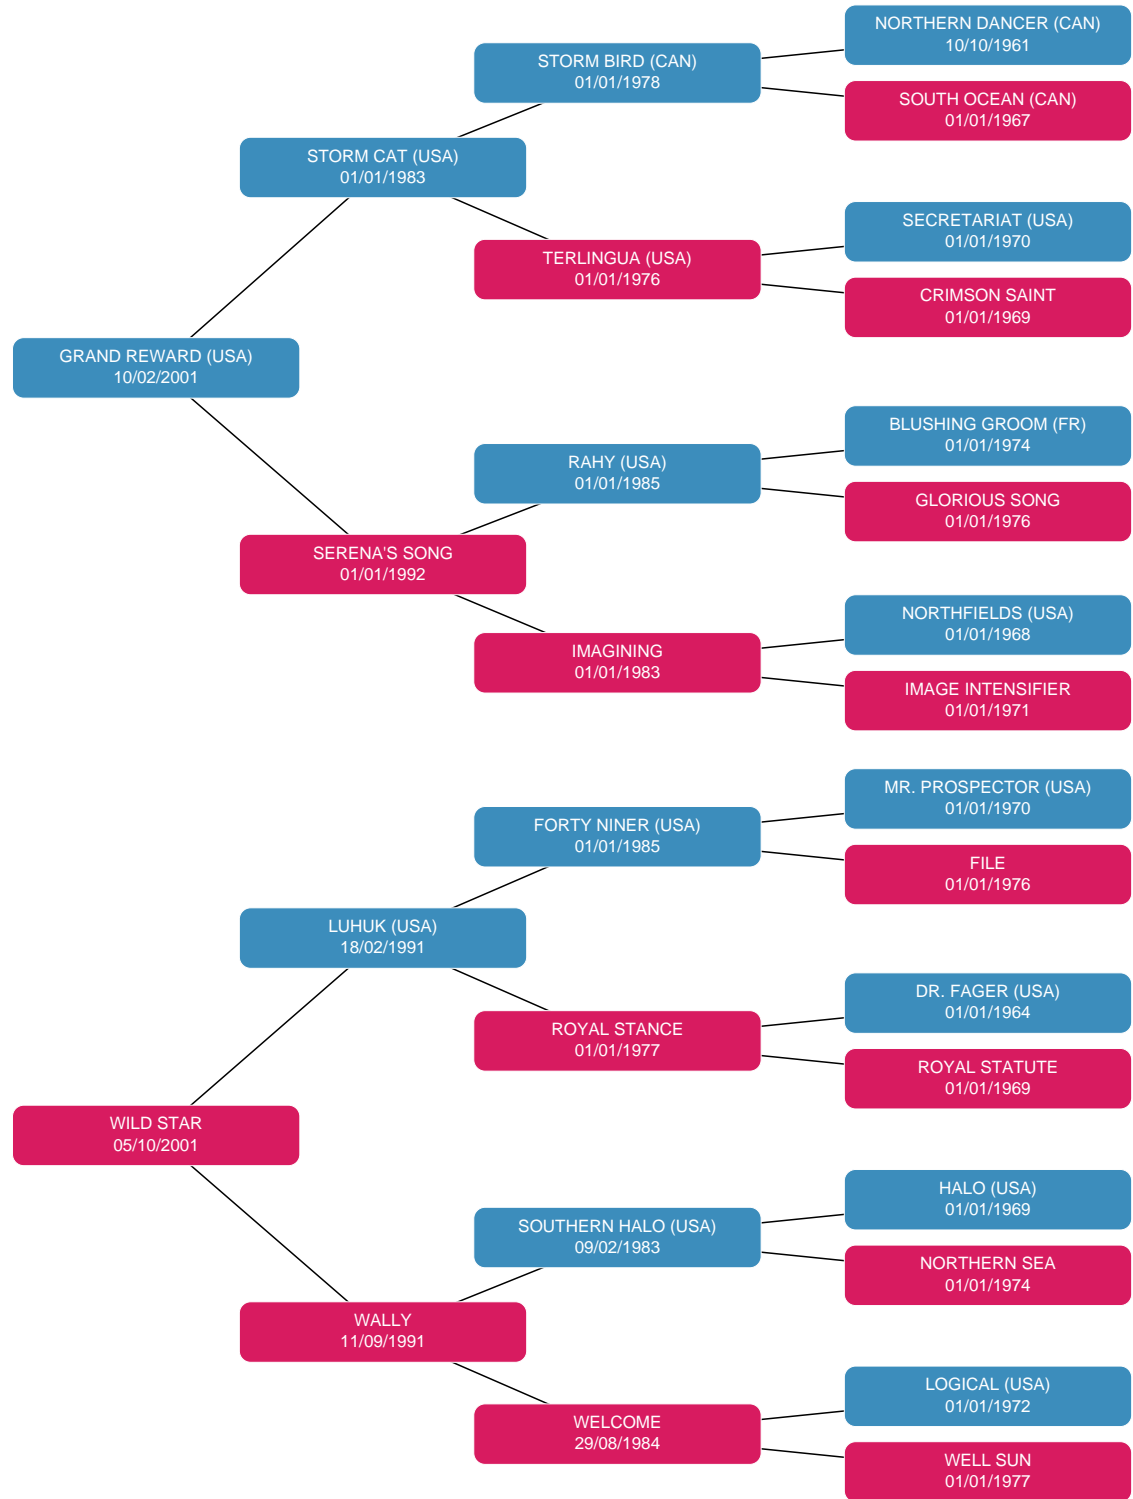 NORTHERN DANCER (CAN)
10/10/1961
STORM BIRD (CAN)
01/01/1978
SOUTH OCEAN (CAN)
01/01/1967
STORM CAT (USA)
01/01/1983
SECRETARIAT (USA)
01/01/1970
TERLINGUA (USA)
01/01/1976
CRIMSON SAINT
01/01/1969
GRAND REWARD (USA)
10/02/2001
BLUSHING GROOM (FR)
01/01/1974
RAHY (USA)
01/01/1985
GLORIOUS SONG
01/01/1976
SERENA'S SONG
01/01/1992
NORTHFIELDS (USA)
01/01/1968
IMAGINING
01/01/1983
IMAGE INTENSIFIER
01/01/1971
MR. PROSPECTOR (USA)
01/01/1970
FORTY NINER (USA)
01/01/1985
FILE
01/01/1976
LUHUK (USA)
18/02/1991
DR. FAGER (USA)
01/01/1964
ROYAL STANCE
01/01/1977
ROYAL STATUTE
01/01/1969
WILD STAR
05/10/2001
HALO (USA)
01/01/1969
SOUTHERN HALO (USA)
09/02/1983
NORTHERN SEA
01/01/1974
WALLY
11/09/1991
LOGICAL (USA)
01/01/1972
WELCOME
29/08/1984
WELL SUN
01/01/1977